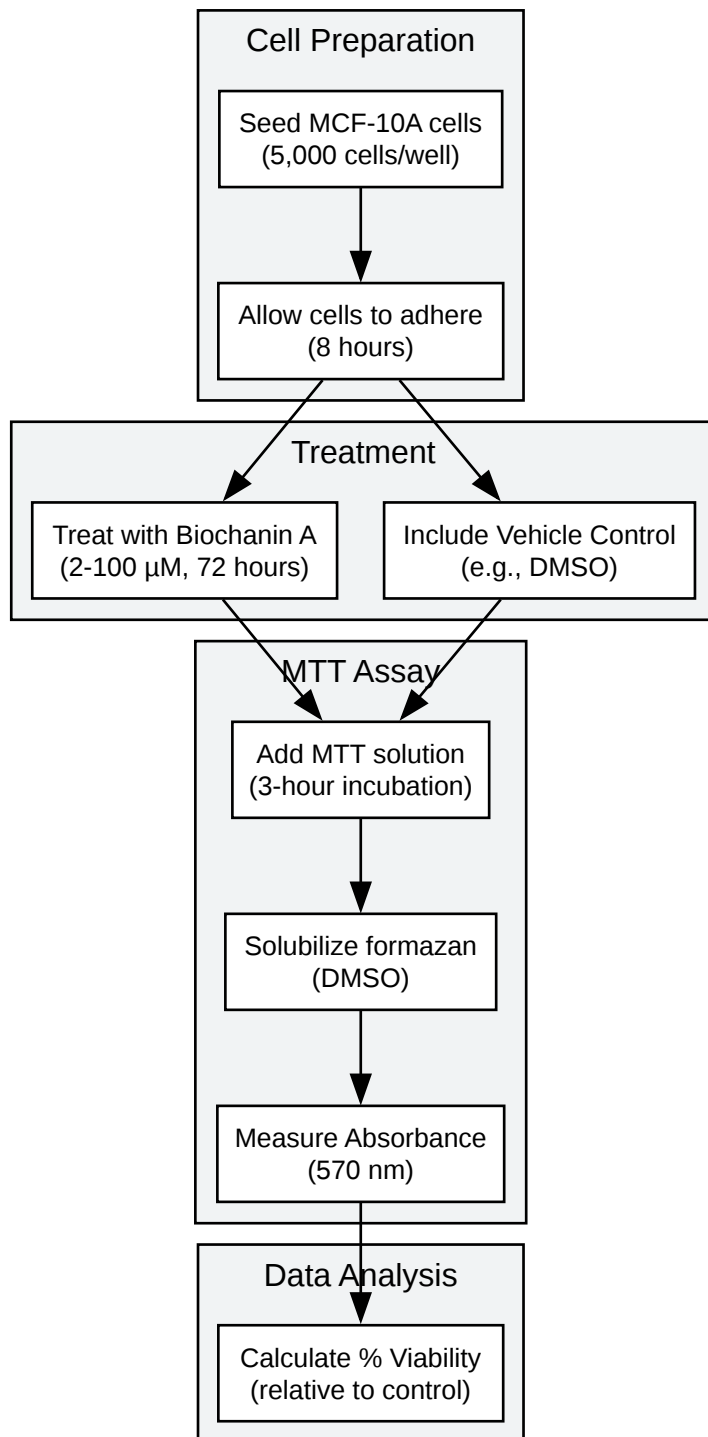 Cell Preparation
Seed MCF-10A cells
(5,000 cells/well)
Allow cells to adhere
(8 hours)
Treatment
Treat with Biochanin A
(2-100 µM, 72 hours)
Include Vehicle Control
(e.g., DMSO)
MTT Assay
Add MTT solution
(3-hour incubation)
Solubilize formazan
(DMSO)
Measure Absorbance
(570 nm)
Data Analysis
Calculate % Viability
(relative to control)